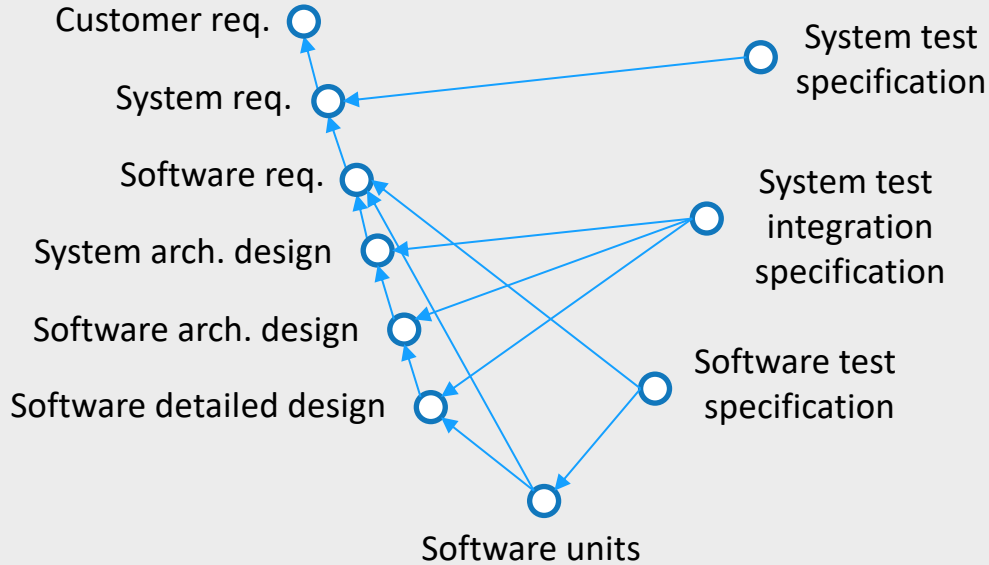 Customer req.
System req.
Software req.
System arch. design
Software arch. design
Software detailed design
System test
specification
System test
integration
specification
Software test
specification
Software units